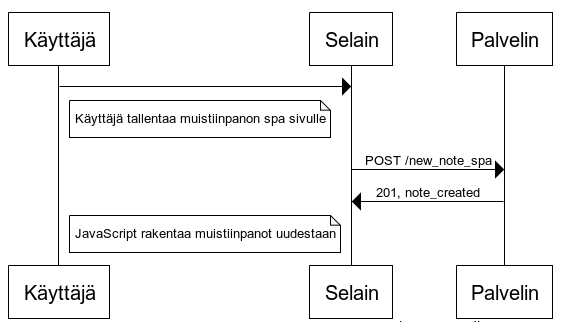 Käyttäjä
Selain
Palvelin
Käyttäjä tallentaa muistiinpanon spa sivulle
POST /new_note_spa
201, note_created
JavaScript rakentaa muistiinpanot uudestaan
Käyttäjä
Selain
Palvelin